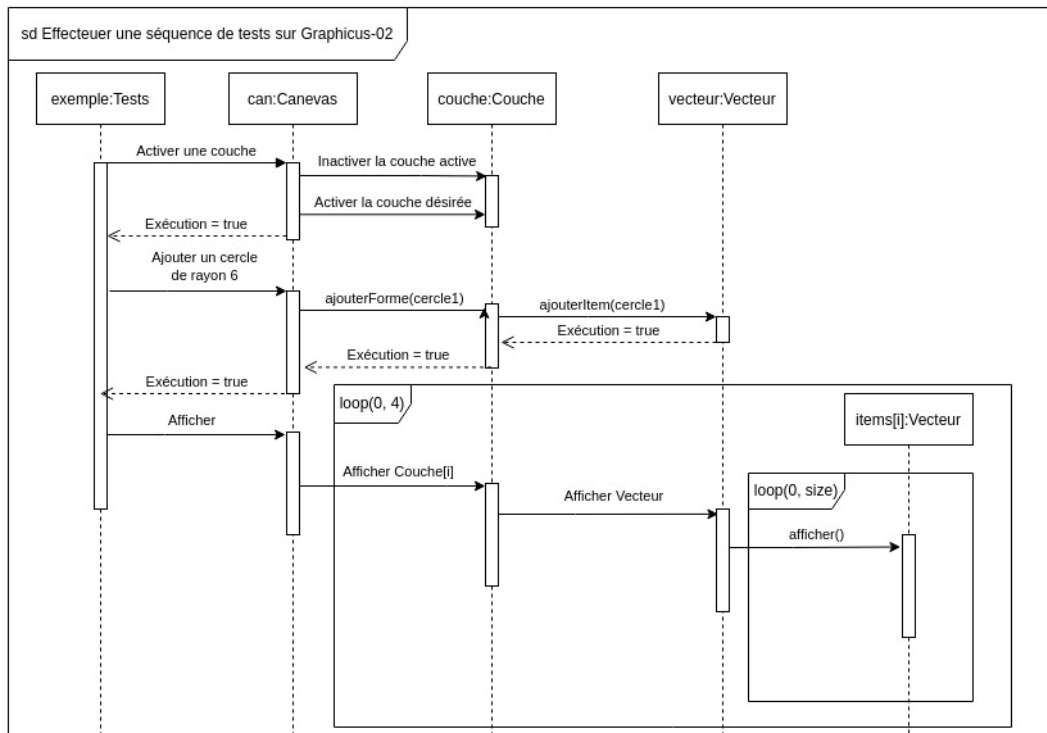 sd Effecteuer une séquence de tests sur Graphicus-02
exemple:Tests
can:Canevas
couche:Couche
vecteur:Vecteur
Activer une couche
Inactiver la couche active
Activer la couche désirée
Exécution = true
Ajouter un cercle
de rayon 6
ajouterForme(cercle1)
ajouterItem(cercle1)
Exécution = true
Exécution = true
Exécution = true
loop(0, 4)
items[i]:Vecteur
Afficher
Afficher Couche[i]
Afficher Vecteur
loop(0, size)
afficher()